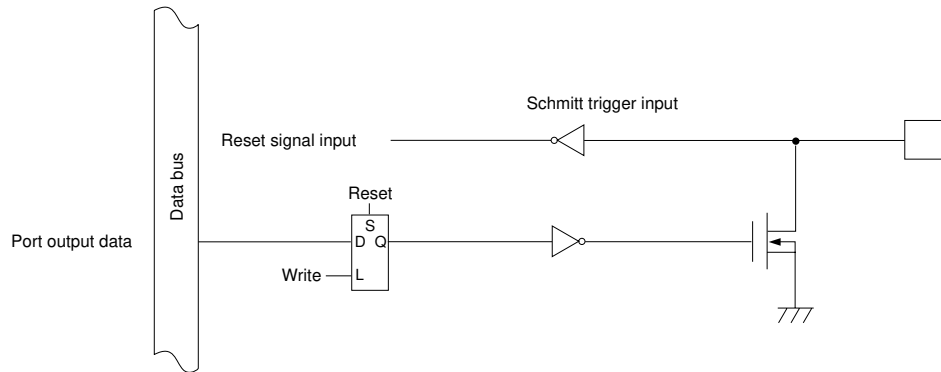 Schmitt trigger input
Reset signal input
Data bus
Reset
S
Port output data
D Q
Write
L